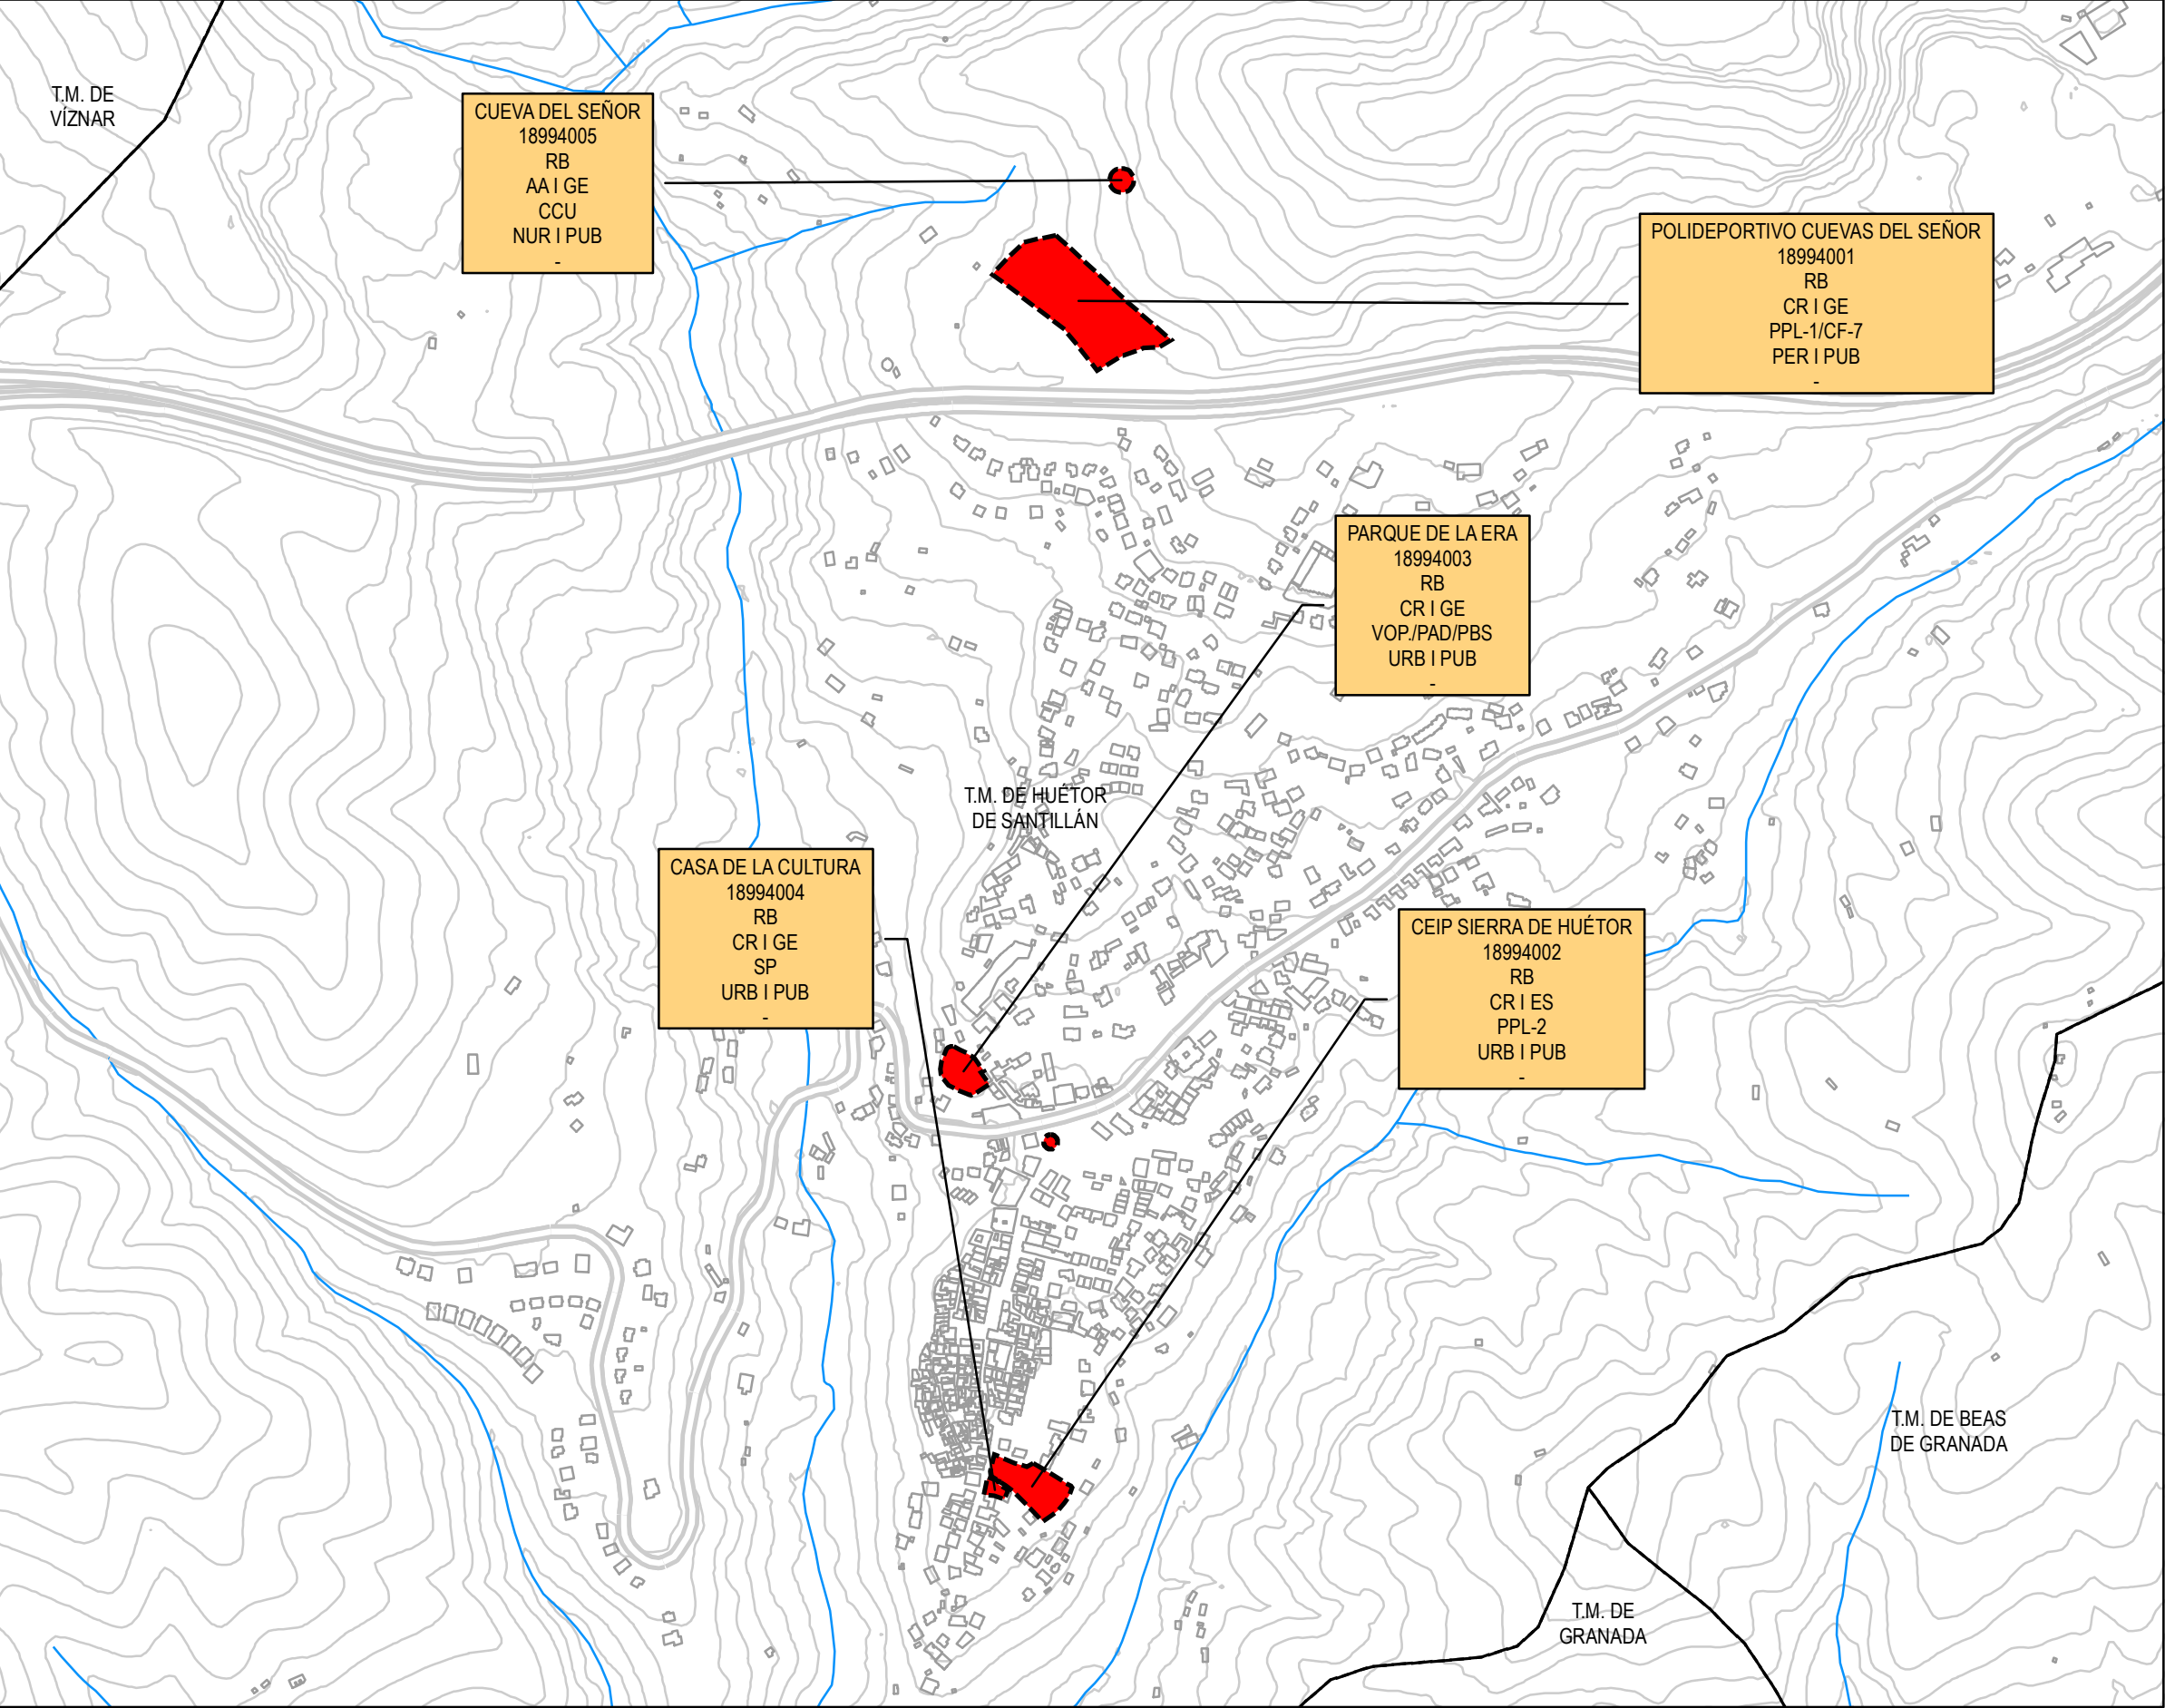 T.M. DE
VÍZNAR
CUEVA DEL SEÑOR
18994005
RB
AA I GE
CCU
NUR I PUB
-
POLIDEPORTIVO CUEVAS DEL SEÑOR
18994001
RB
CR I GE
PPL-1/CF-7
PER I PUB
-
PARQUE DE LA ERA
18994003
RB
CR I GE
VOP./PAD/PBS
URB I PUB
-
T.M. DE HUÉTOR
DE SANTILLÁN
CASA DE LA CULTURA
18994004
RB
CR I GE
SP
URB I PUB
-
CEIP SIERRA DE HUÉTOR
18994002
RB
CR I ES
PPL-2
URB I PUB
-
T.M. DE BEAS
DE GRANADA
T.M. DE
GRANADA